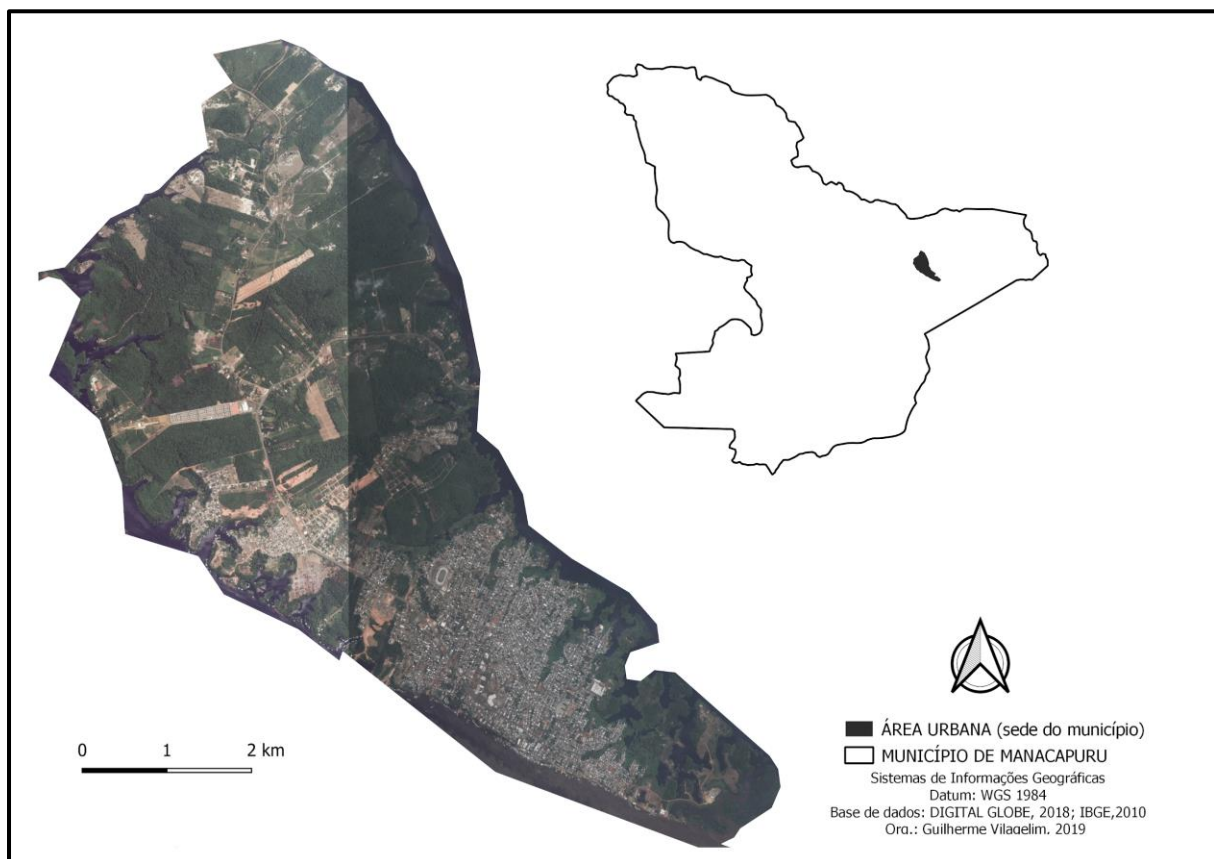 0 1 2 km
ÁREA URBANA (sede do município)
MUNICÍPIO DE MANACAPURU
Sistemas de Informações Geográficas
Datum: WGS 1984
Base de dados: DIGITAL GLOBE, 2018; IBGE,2010
Org.: Guilherme Vilagelim, 2019